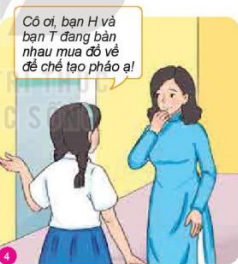 Cô ơi, bạn H và
bạn T đang bàn
nhau mua đồ về
để chế tạo pháo ạ!
4